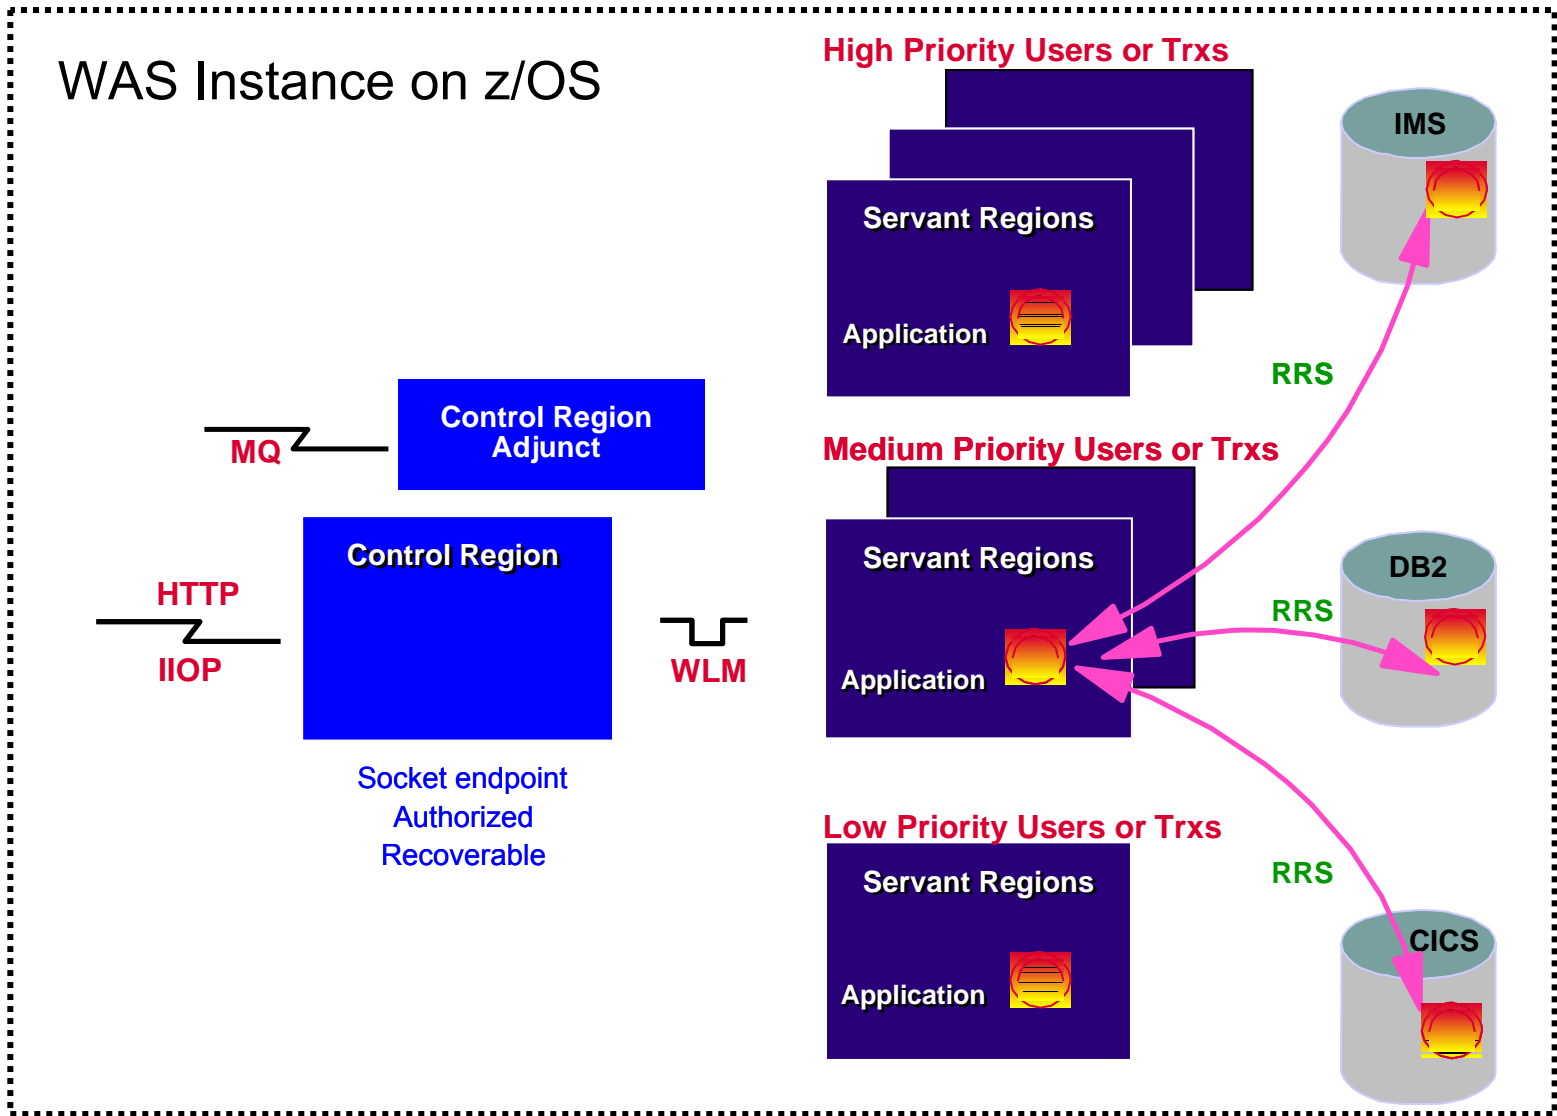 WAS Instance on z/OS
MQ
Control Region
Adjunct
HTTP
IIOP
Control Region
Socket endpoint
Authorized
Recoverable
WLM
High Priority Users or Trxs
Servant Regions
Application
Medium Priority Users or Trxs
Servant Regions
Application
Low Priority Users or Trxs
Servant Regions
Application
RRS
RRS
RRS
IMS
DB2
CICS